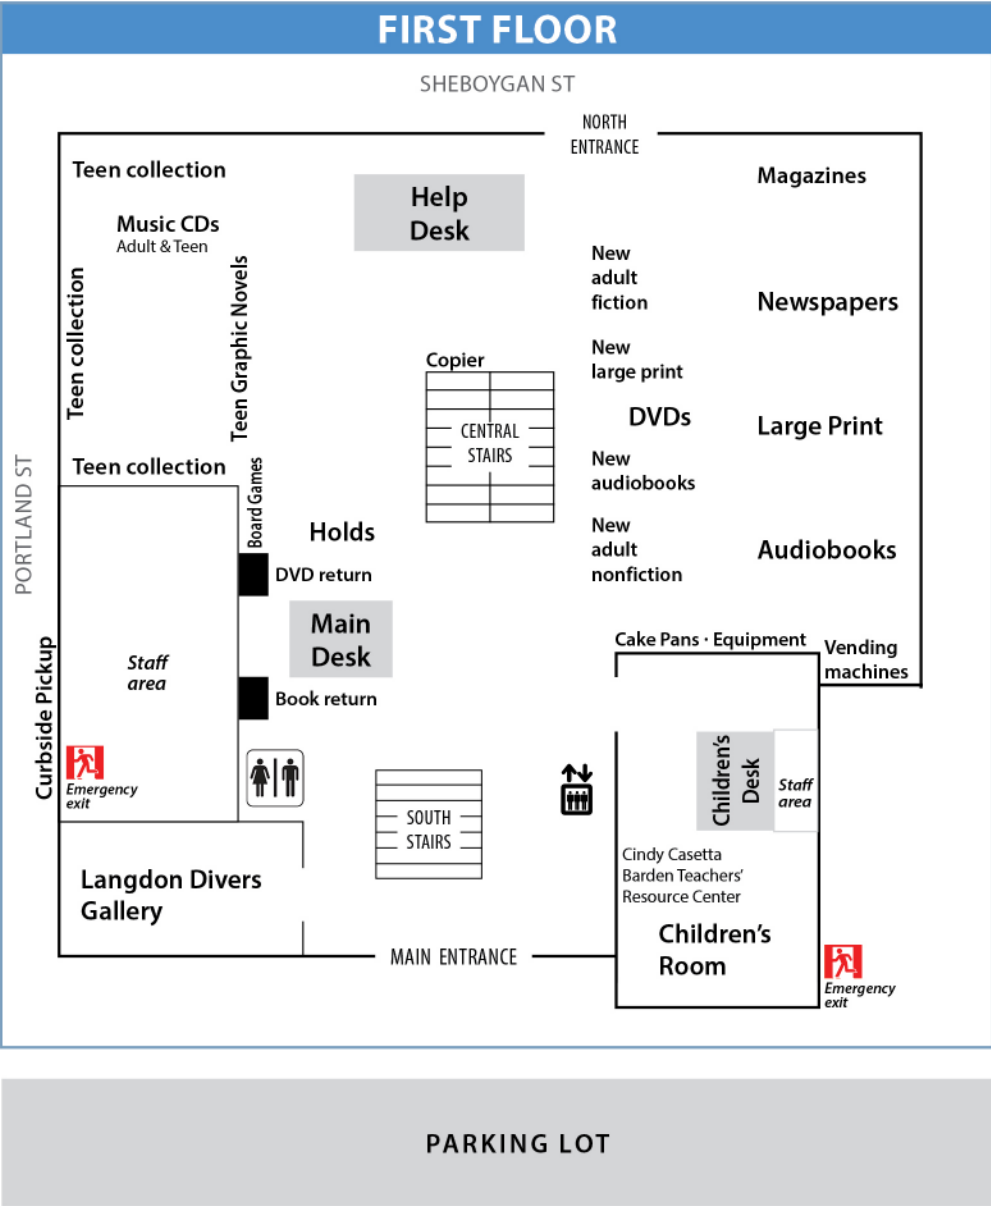 FIRST FLOOR
SHEBOYGAN ST
NORTH
ENTRANCE
Teen collection
Magazines
Help
Desk
Music CDs
Adult & Teen
Teen collection
Teen Graphic Novels
New
adult
fiction
Newspapers
New
large print
Copier
CENTRAL
STAIRS
DVDs
Large Print
Teen collection
New
audiobooks
PORTLAND ST
Board Games
Holds
New
adult
nonfiction
Audiobooks
DVD return
Main
Desk
Cake Pans · Equipment
Vending
machines
Curbside Pickup
Staff
area
Book return
Emergency
exit
Children's
Desk
Staff
area
SOUTH
STAIRS
Cindy Casetta
Barden Teachers'
Resource Center
Langdon Divers
Gallery
Children's
Room
MAIN ENTRANCE
Emergency
exit
PARKING LOT